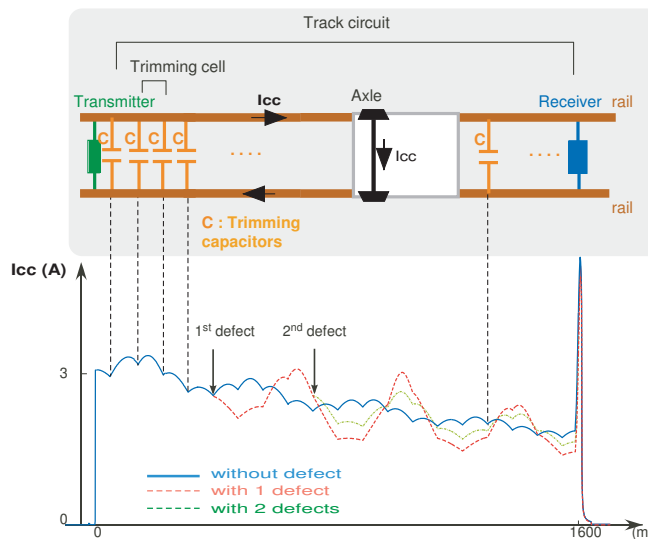 Track circuit
Trimming cell
Transmitter
Icc
Axle
Receiver
rail
C
C
C
C
C
....
Icc
....
C : Trimming
capacitors
rail
Icc (A)
1st defect
2nd defect
3
without defect
with 1 defect
with 2 defects
0
0
1600
(m